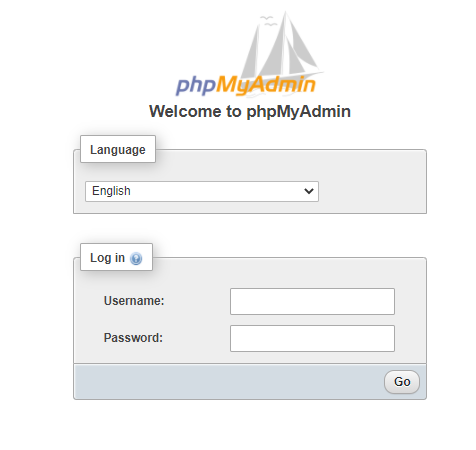 phpMyAdmin
Welcome to phpMyAdmin
Language
English
Log in
Username:
Password:
Go